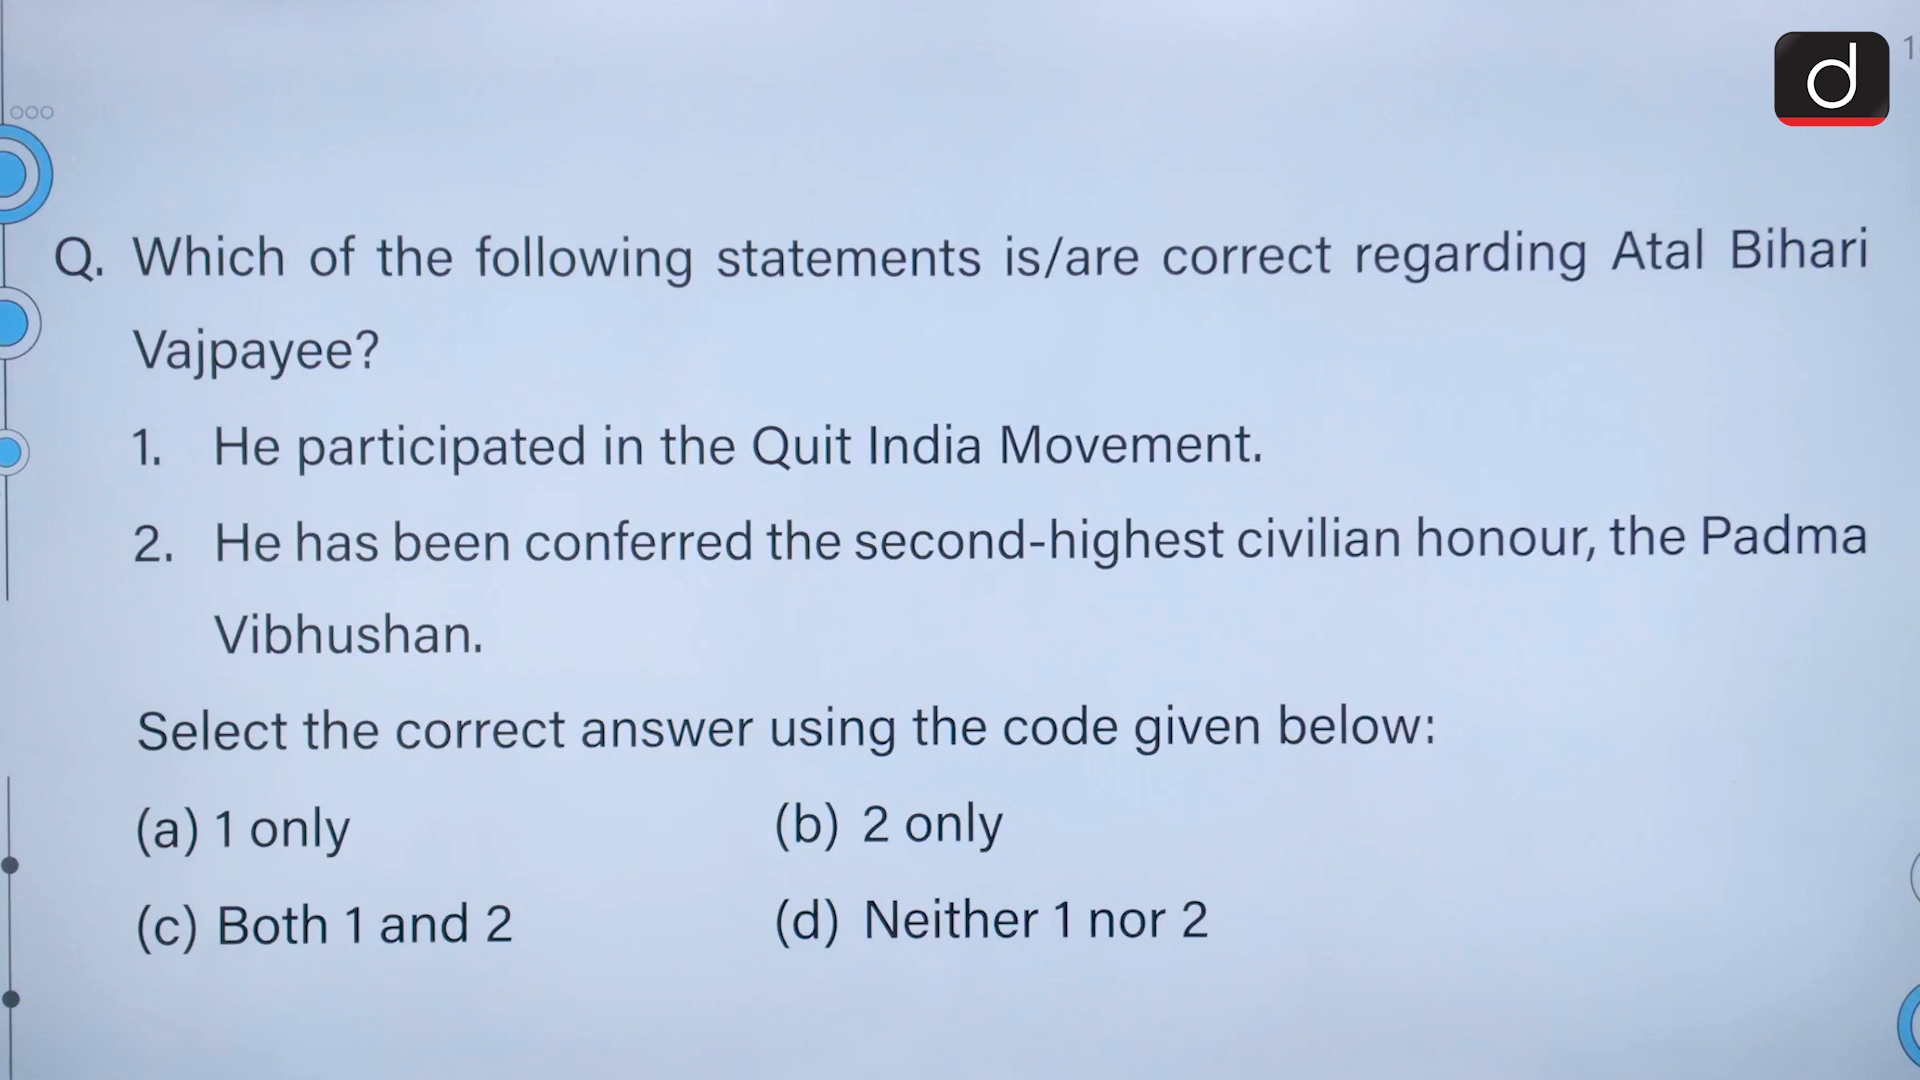 d
1
Q. Which of the following statements is/are correct regarding Atal Bihari
Vajpayee?
1. He participated in the Quit India Movement.
2. He has been conferred the second-highest civilian honour, the Padma
Vibhushan.
Select the correct answer using the code given below:
(a) 1 only (b) 2 only
(c) Both 1 and 2 (d) Neither 1 nor 2